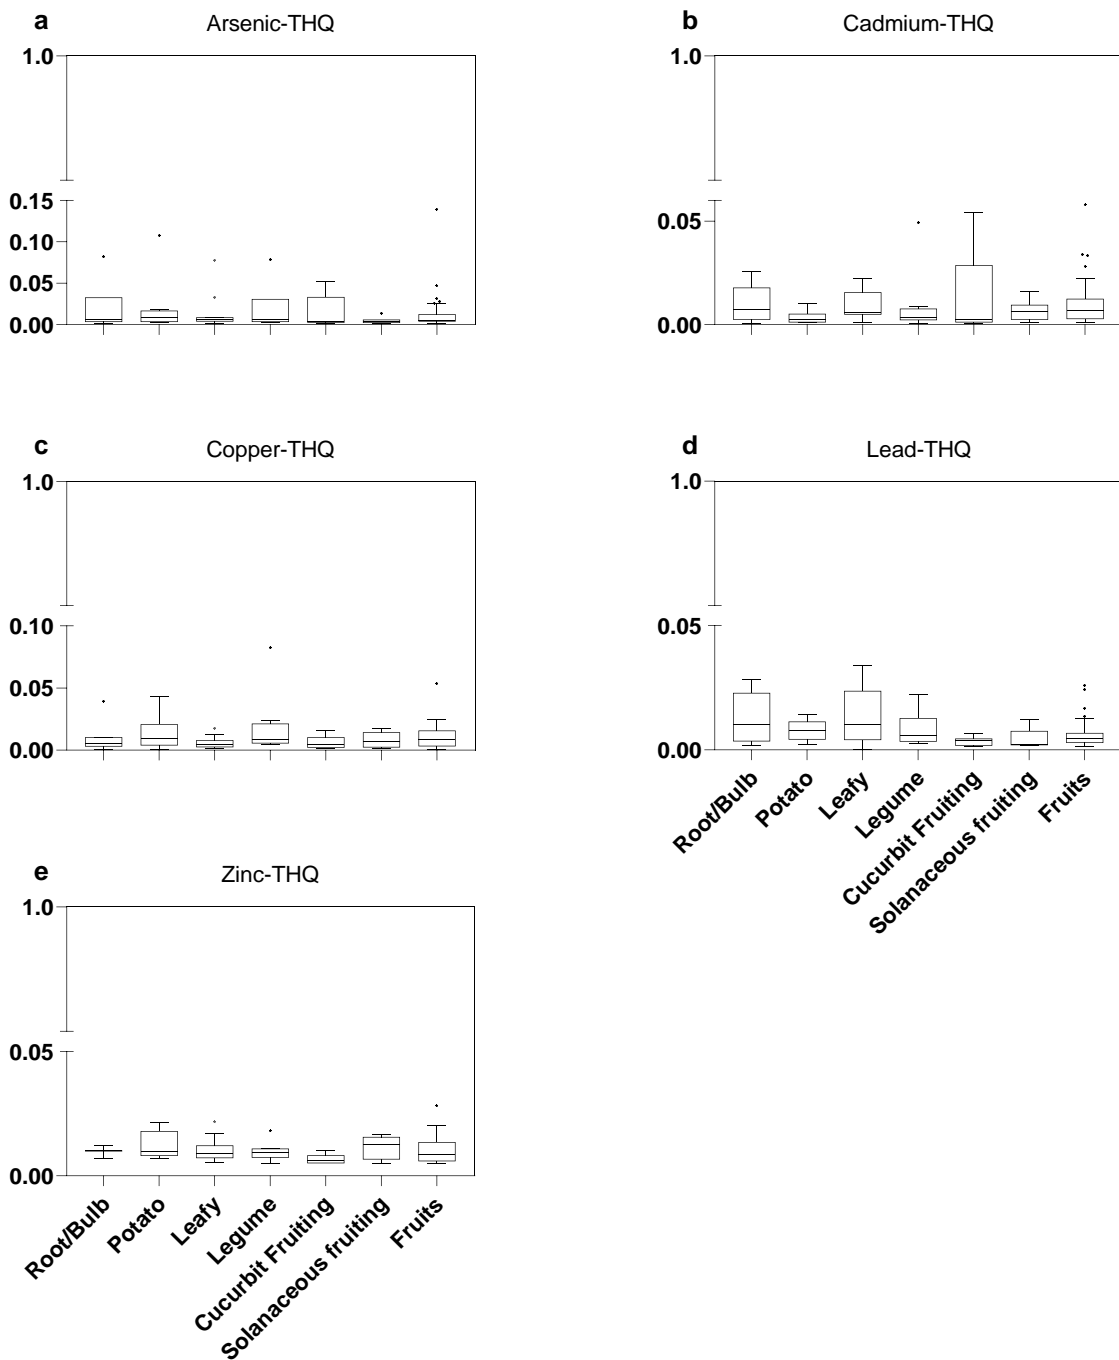 a
Arsenic-THQ
1.0
0.15
0.10
0.05
0.00
b
Cadmium-THQ
1.0
0.05
0.00
c
Copper-THQ
1.0
0.10
0.05
0.00
d
Lead-THQ
1.0
0.05
0.00
Root/Bulb
Potato
Leafy
Legume
Cucurbit Fruiting
Solanaceous fruiting
Fruits
e
Zinc-THQ
1.0
0.05
0.00
Root/Bulb
Potato
Leafy
Legume
Cucurbit Fruiting
Solanaceous fruiting
Fruits